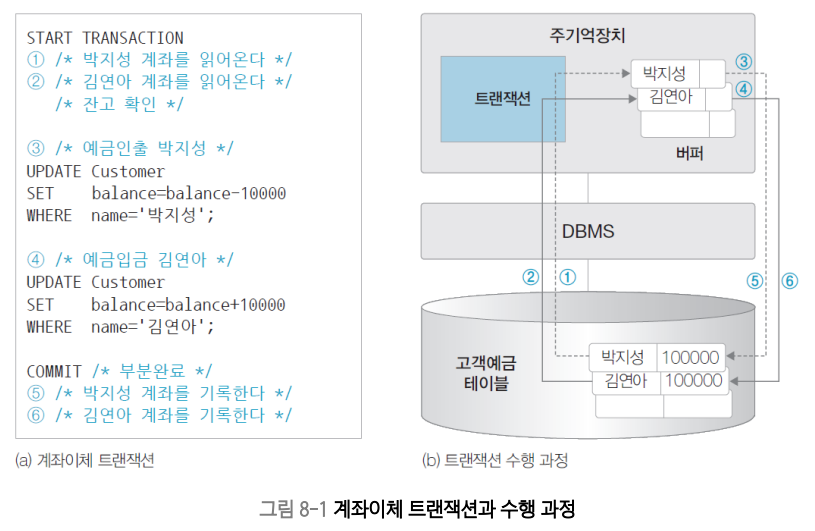 START TRANSACTION
① /* 박지성 계좌를 읽어온다 */
② /* 김연아 계좌를 읽어온다 */
/* 잔고 확인 */
③ /* 예금인출 박지성 */
UPDATE Customer
SET balance=balance-10000
WHERE name='박지성';
④ /* 예금입금 김연아 */
UPDATE Customer
SET balance=balance+10000
WHERE name='김연아';
COMMIT /* 부분완료 */
⑤ /* 박지성 계좌를 기록한다 */
⑥ /* 김연아 계좌를 기록한다 */
(a) 계좌이체 트랜잭션
주기억장치
트랜잭션
박지성
③
김연아
④
버퍼
DBMS
②
①
⑤
⑥
고객예금
테이블
박지성 100000
김연아 100000
(b) 트랜잭션 수행 과정
그림 8-1 계좌이체 트랜잭션과 수행 과정